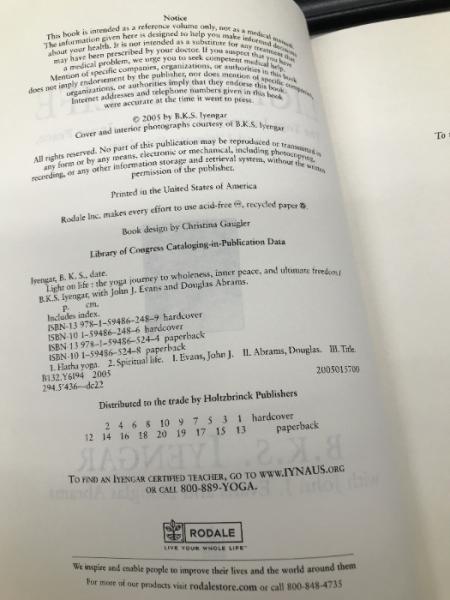 Notice
This book is intended as a reference volume only, not as a medical manual.
The information given here is designed to help you make informed decisions
about your health. It is not intended as a substitute for any treatment that
may have been prescribed by your doctor. If you suspect that you have
a medical problem, we urge you to seek competent medical help.
Mention of specific companies, organizations, or authorities in this book
does not imply endorsement by the publisher, nor does mention of specific companies,
organizations, or authorities imply that they endorse this book.
Internet addresses and telephone numbers given in this book
were accurate at the time it went to press.
© 2005 by B.K.S. Iyengar
Cover and interior photographs courtesy of B.K.S. Iyengar
All rights reserved. No part of this publication may be reproduced or transmitted in
any form or by any means, electronic or mechanical, including photocopying,
recording, or any other information storage and retrieval system, without the written
permission of the publisher.
Printed in the United States of America
Rodale Inc. makes every effort to use acid-free ♾, recycled paper ♻.
Book design by Christina Gaugler
Library of Congress Cataloging-in-Publication Data
Iyengar, B. K. S., date.
Light on life : the yoga journey to wholeness, inner peace, and ultimate freedom /
B.K.S. Iyengar, with John J. Evans and Douglas Abrams.
p. cm.
Includes index.
ISBN-13 978–1–59486–248–9 hardcover
ISBN-10 1–59486–248–6 hardcover
ISBN-13 978–1–59486–524–4 paperback
ISBN-10 1–59486–524–8 paperback
1. Hatha yoga. 2. Spiritual life. I. Evans, John J. II. Abrams, Douglas. III. Title.
B132.Y6I94 2005
294.5'436—dc22 2005015700
Distributed to the trade by Holtzbrinck Publishers
2 4 6 8 10 9 7 5 3 1 hardcover
12 14 16 18 20 19 17 15 13 paperback
TO FIND AN IYENGAR CERTIFIED TEACHER, GO TO WWW.IYNAUS.ORG
OR CALL 800-889-YOGA.
RODALE
LIVE YOUR WHOLE LIFE™
We inspire and enable people to improve their lives and the world around them
For more of our products visit rodalestore.com or call 800-848-4735
To